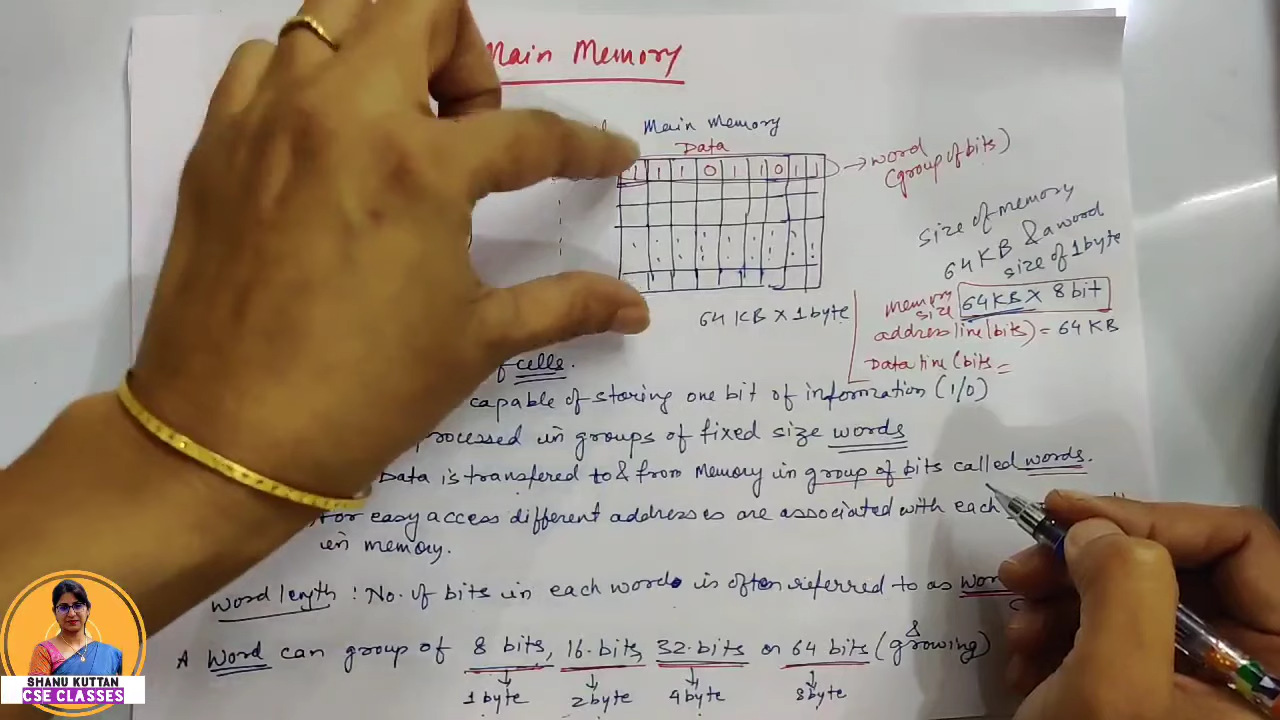 Main Memory
Main Memory
Data
1 1 1 0 1 1 0 1 1
→ word
(group of bits)
size of memory
64 KB & a word
size of 1 byte
64 KB X 1 byte
memory size 64KB X 8 bit
address line (bits) = 64 KB
Data line (bits =
of cells.
capable of storing one bit of information (1/0)
processed in groups of fixed size words
Data is transfered to & from Memory in group of bits called words.
For easy access different addresses are associated with each
in memory.
word length : No. of bits in each word is often referred to as
A Word can group of 8 bits, 16-bits, 32-bits or 64 bits (& growing)
1 byte 2 byte 4 byte 8 byte
SHANU KUTTAN
CSE CLASSES